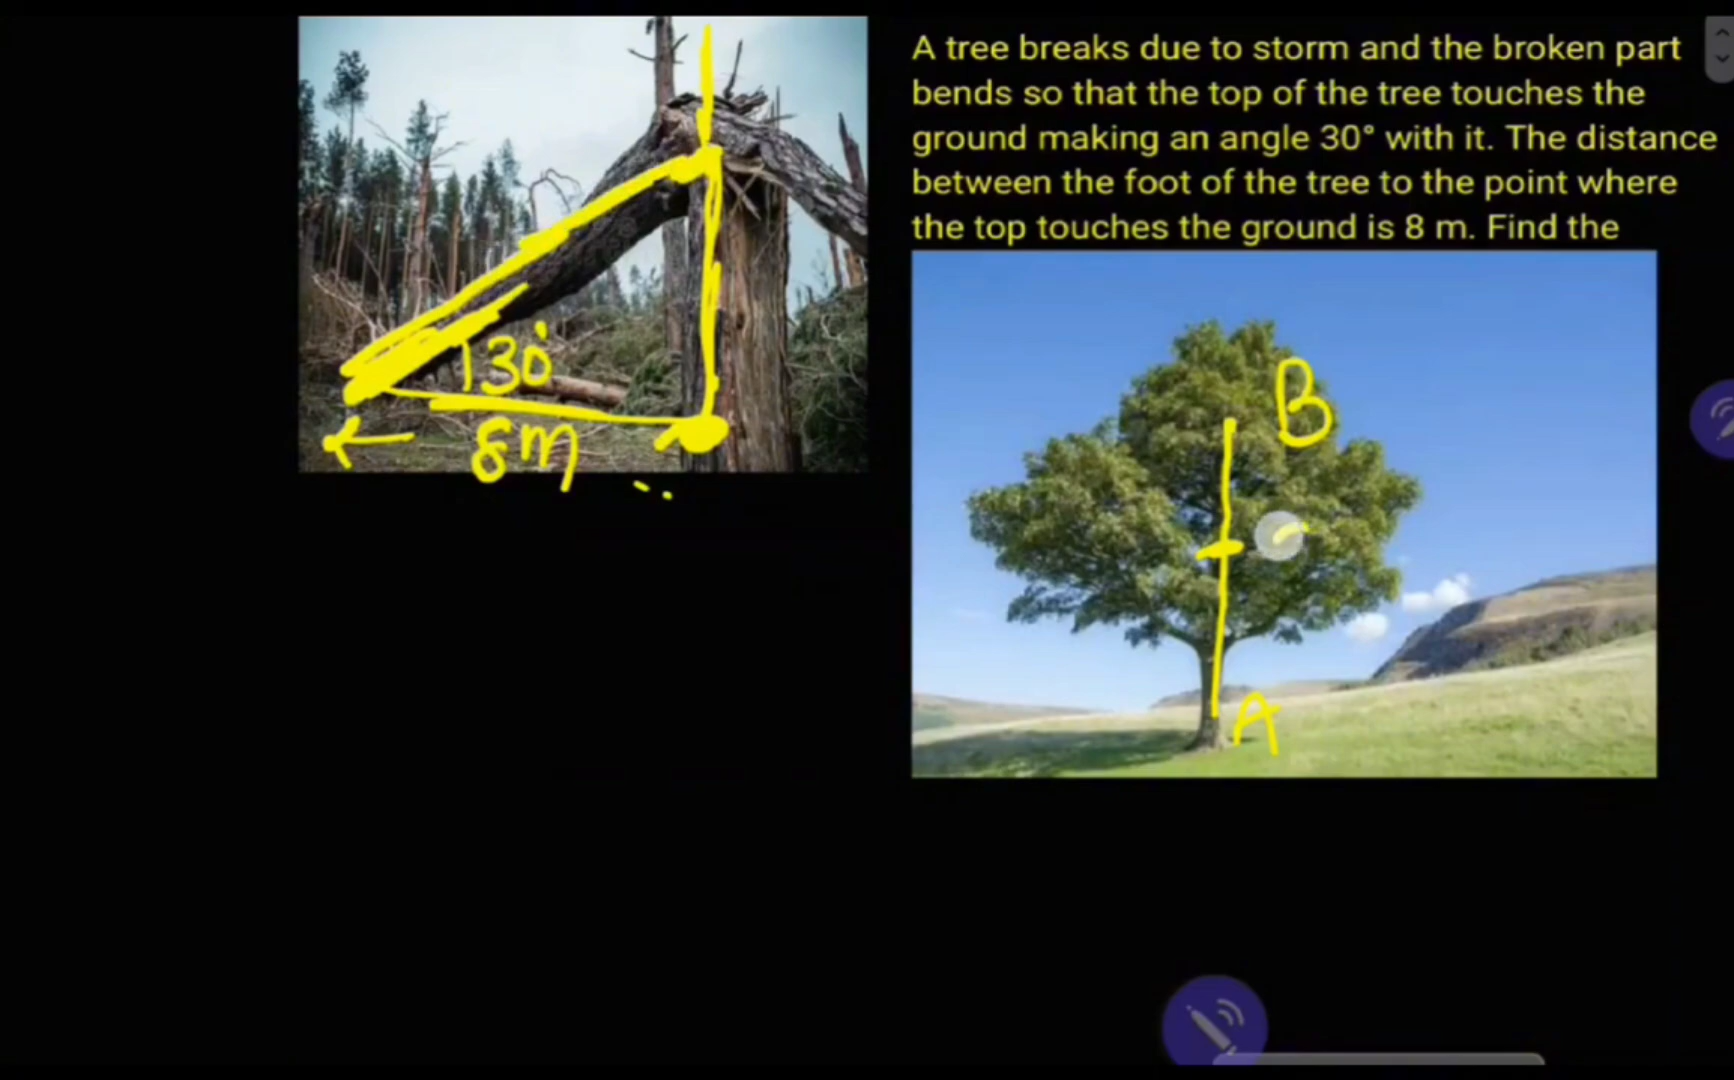 A tree breaks due to storm and the broken part
bends so that the top of the tree touches the
ground making an angle 30° with it. The distance
between the foot of the tree to the point where
the top touches the ground is 8 m. Find the
30°
8m
B
A